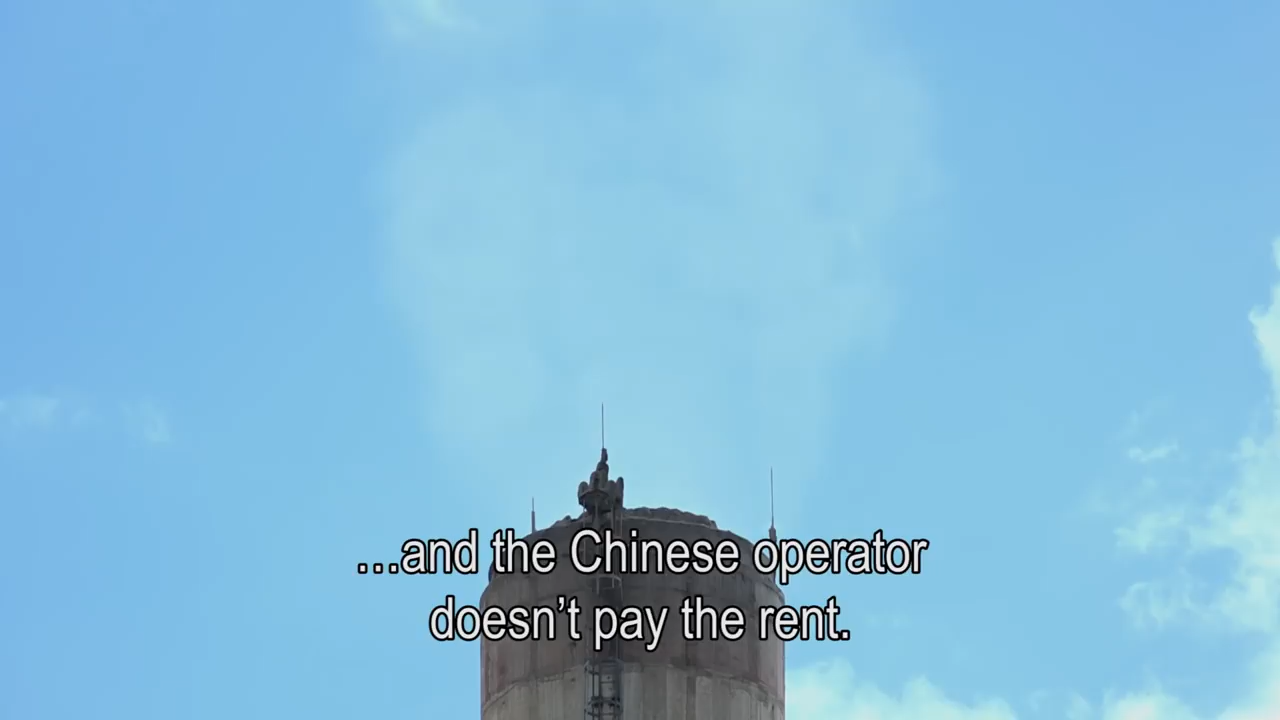 …and the Chinese operator
doesn’t pay the rent.